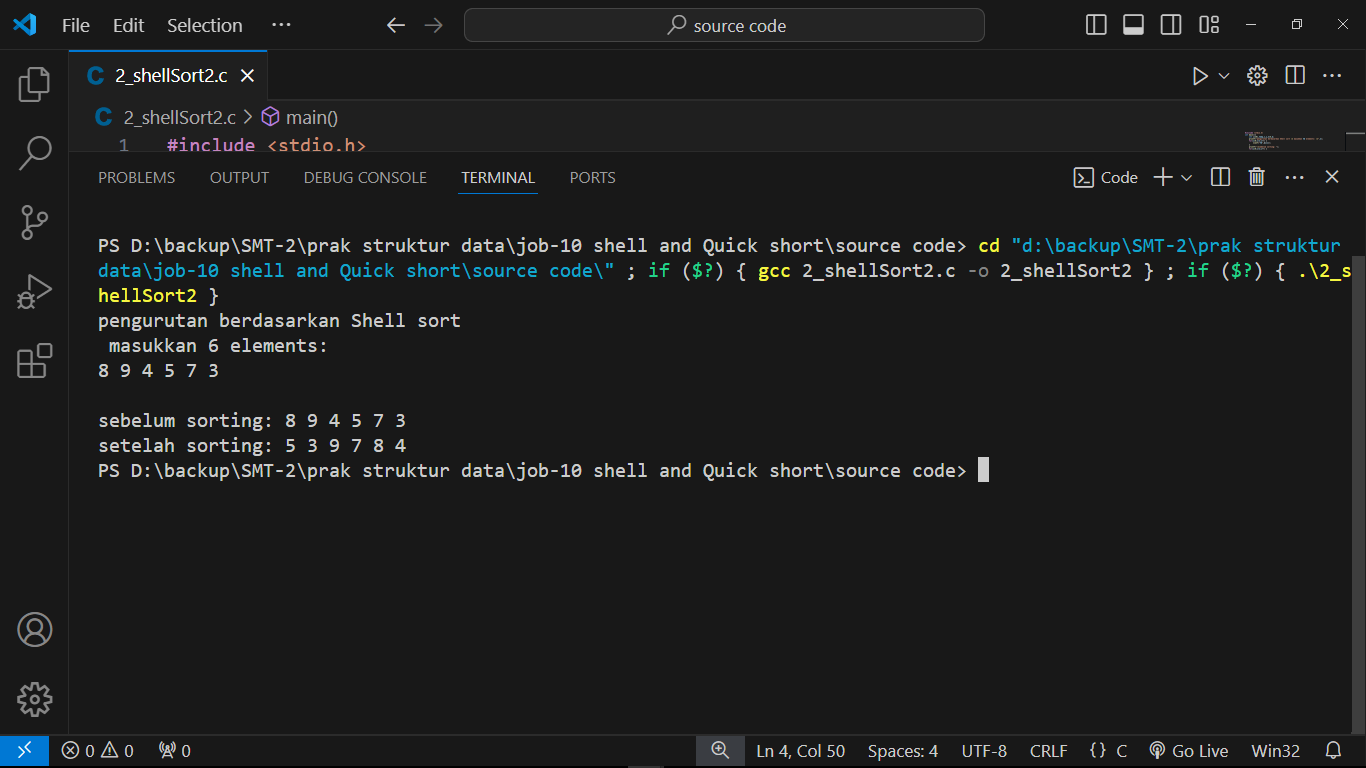 File Edit Selection ··· source code
2_shellSort2.c
2_shellSort2.c > main()
1 #include <stdio.h>
PROBLEMS OUTPUT DEBUG CONSOLE TERMINAL PORTS Code
PS D:\backup\SMT-2\prak struktur data\job-10 shell and Quick short\source code> cd "d:\backup\SMT-2\prak struktur
data\job-10 shell and Quick short\source code\" ; if ($?) { gcc 2_shellSort2.c -o 2_shellSort2 } ; if ($?) { .\2_s
hellSort2 }
pengurutan berdasarkan Shell sort
masukkan 6 elements:
8 9 4 5 7 3
sebelum sorting: 8 9 4 5 7 3
setelah sorting: 5 3 9 7 8 4
PS D:\backup\SMT-2\prak struktur data\job-10 shell and Quick short\source code>
0 0 0 Ln 4, Col 50 Spaces: 4 UTF-8 CRLF {} C Go Live Win32